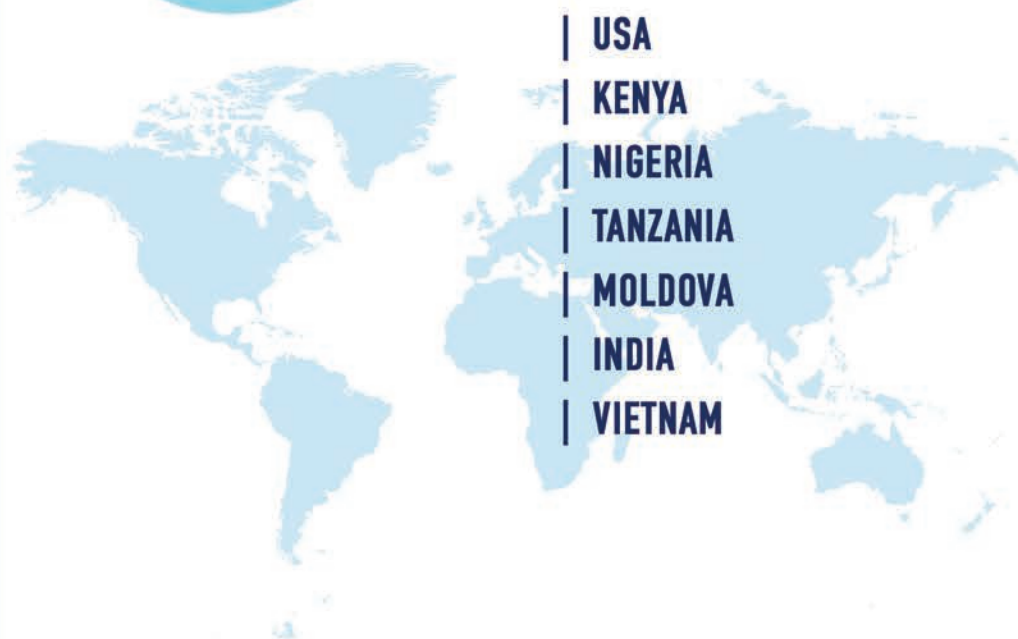 USA
KENYA
NIGERIA
TANZANIA
MOLDOVA
INDIA
VIETNAM